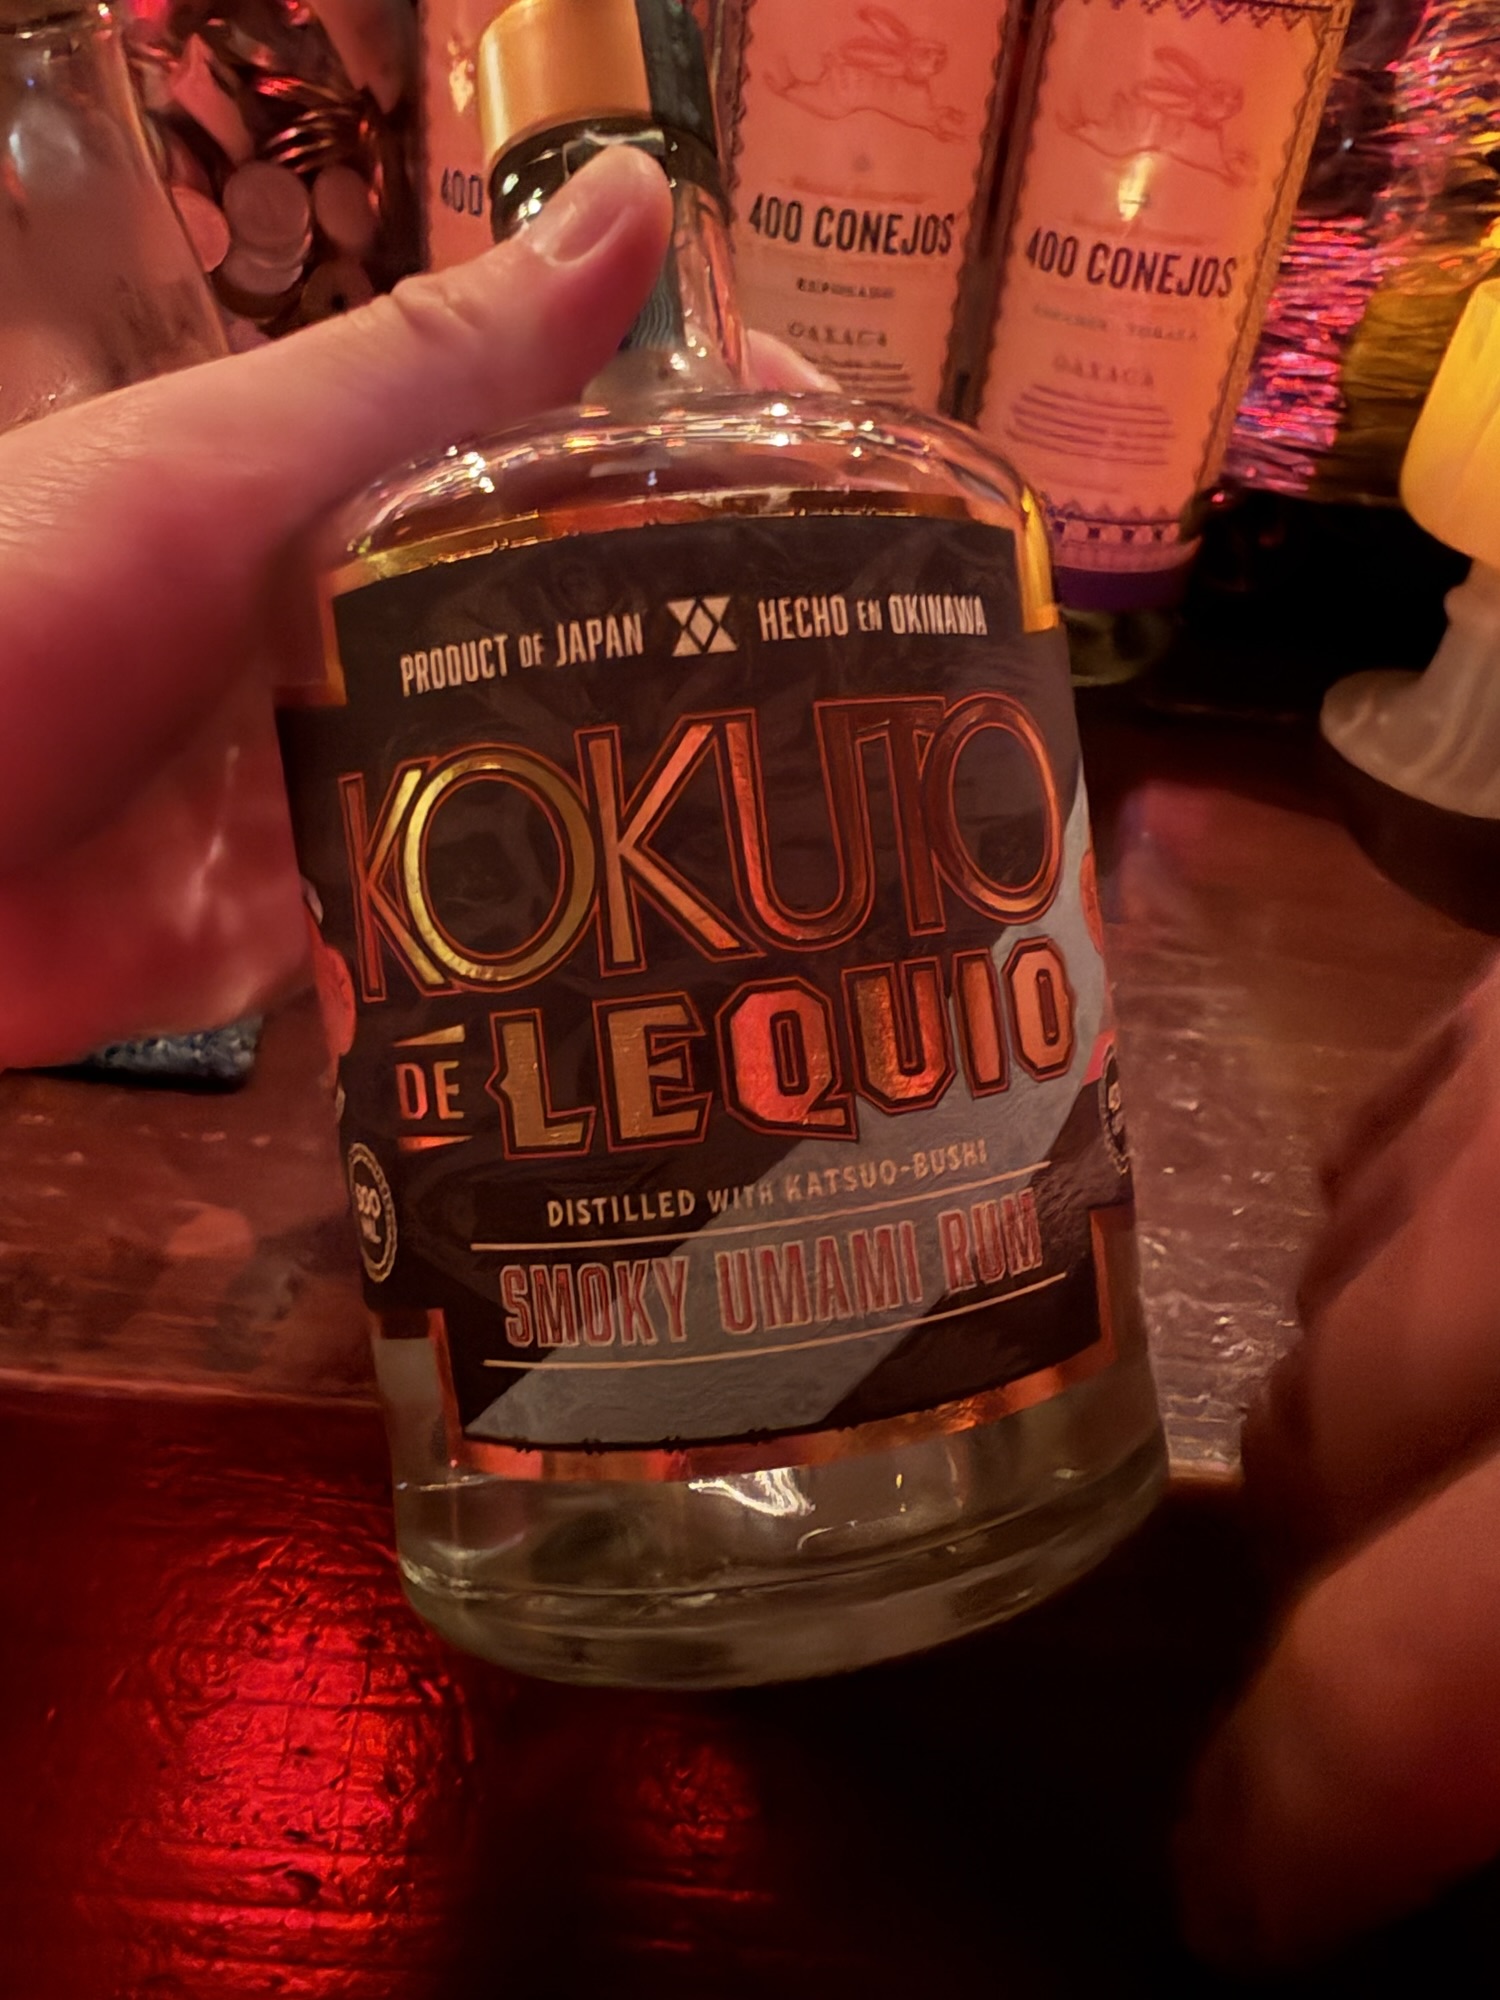 400
400 CONEJOS
OAXACA
400 CONEJOS
OAXACA
PRODUCT OF JAPAN HECHO EN OKINAWA
KOKUTO
DE LEQUIO
DISTILLED WITH KATSUO-BUSHI
SMOKY UMAMI RUM